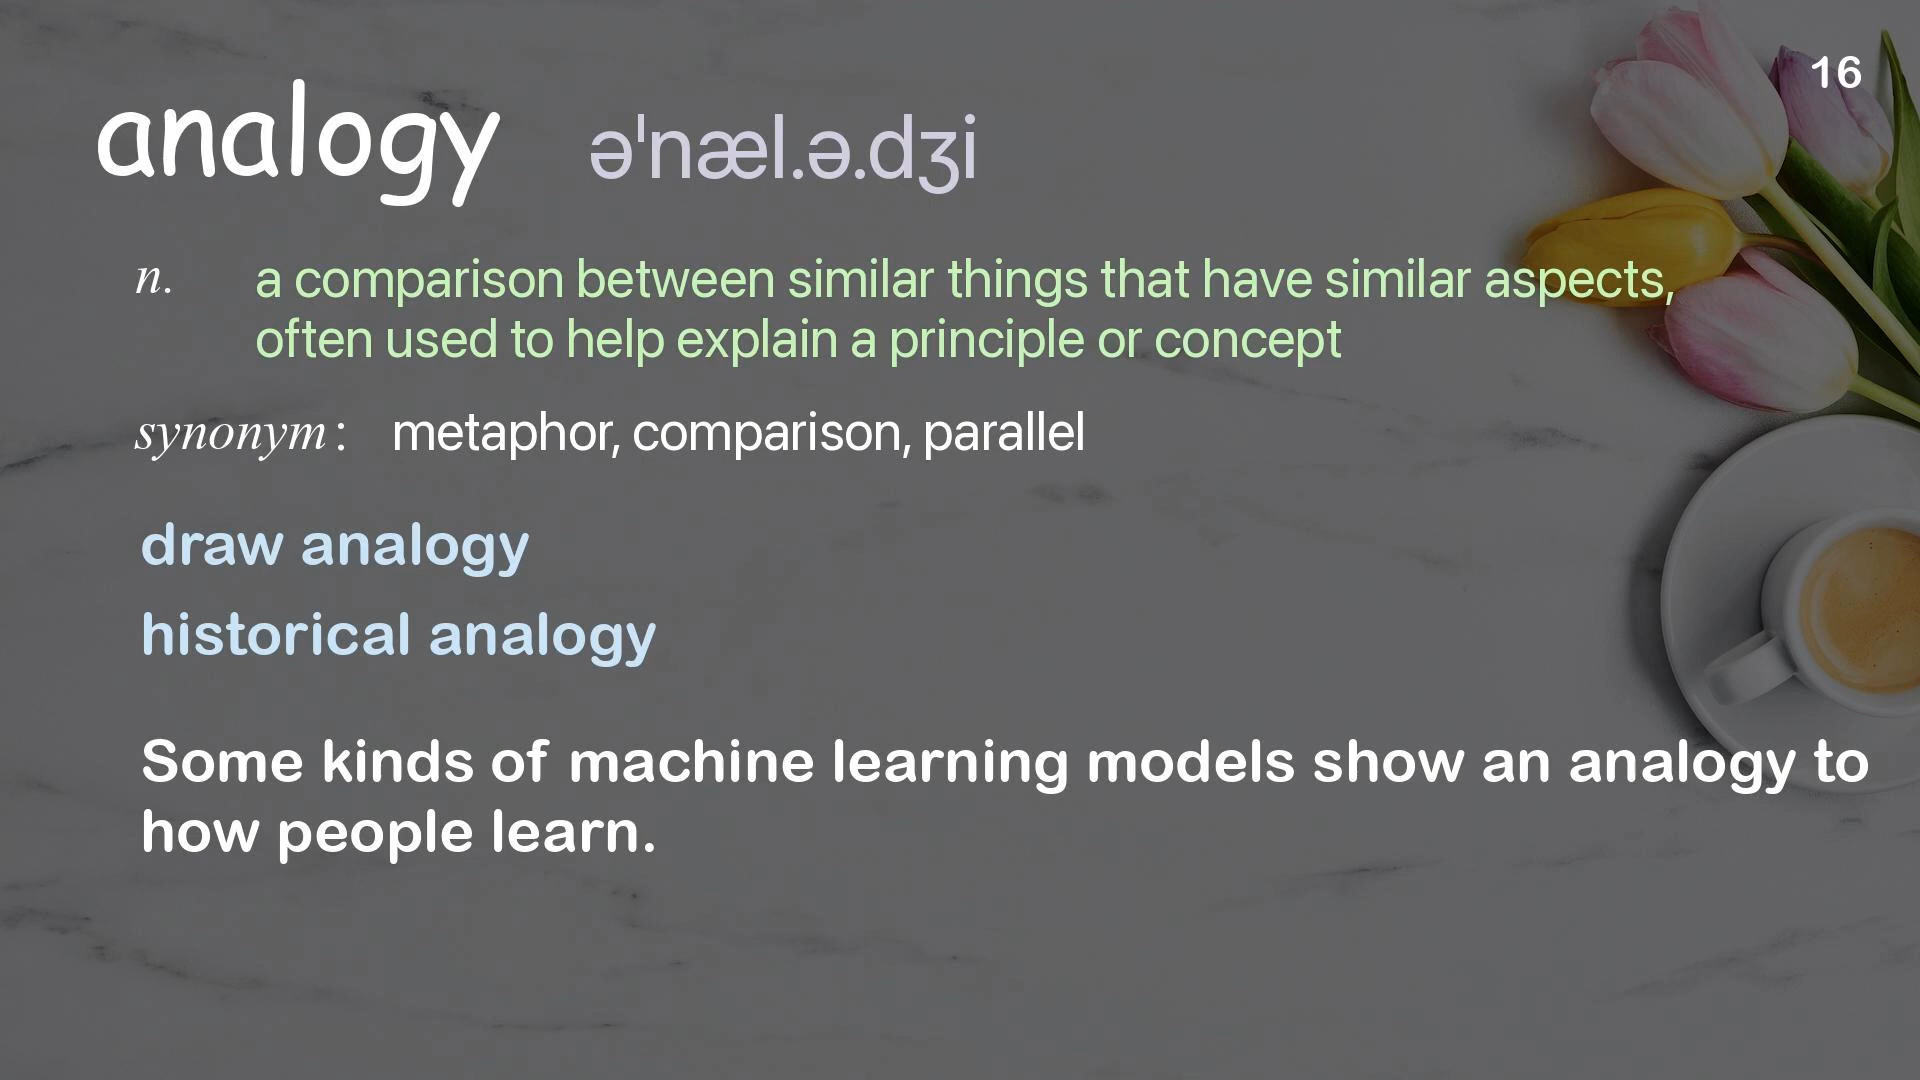 16
analogy əˈnæl.ə.dʒi
n. a comparison between similar things that have similar aspects,
often used to help explain a principle or concept
synonym: metaphor, comparison, parallel
draw analogy
historical analogy
Some kinds of machine learning models show an analogy to
how people learn.